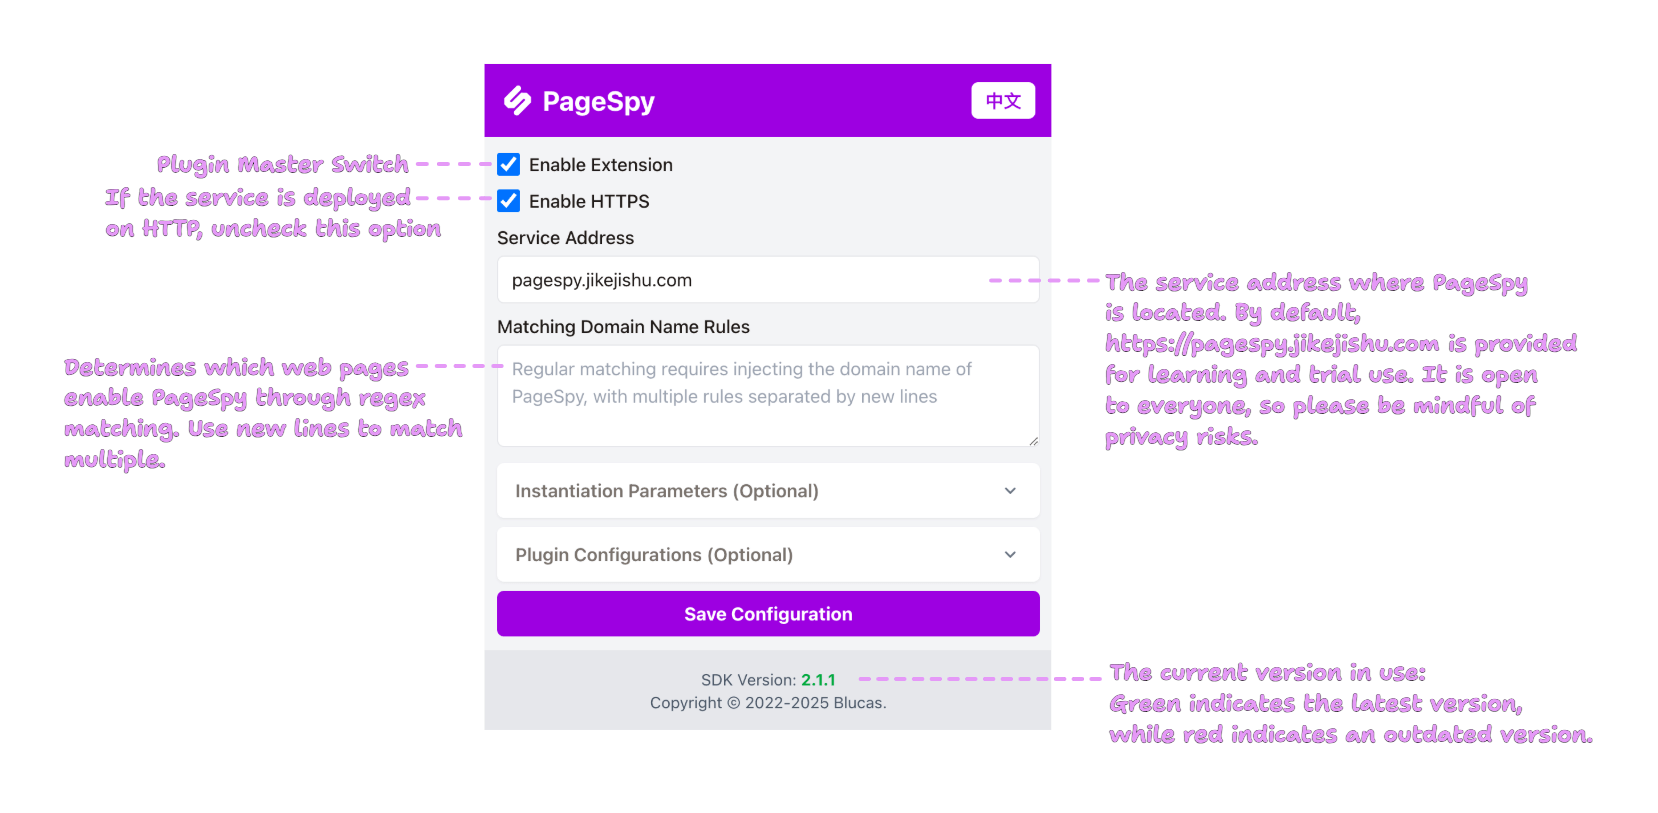 PageSpy
中文
Plugin Master Switch
Enable Extension
If the service is deployed
on HTTP, uncheck this option
Enable HTTPS
Service Address
pagespy.jikejishu.com
The service address where PageSpy
is located. By default,
https://pagespy.jikejishu.com is provided
for learning and trial use. It is open
to everyone, so please be mindful of
privacy risks.
Matching Domain Name Rules
Determines which web pages
enable PageSpy through regex
matching. Use new lines to match
multiple.
Regular matching requires injecting the domain name of
PageSpy, with multiple rules separated by new lines
Instantiation Parameters (Optional)
Plugin Configurations (Optional)
Save Configuration
SDK Version: 2.1.1
Copyright © 2022-2025 Blucas.
The current version in use:
Green indicates the latest version,
while red indicates an outdated version.